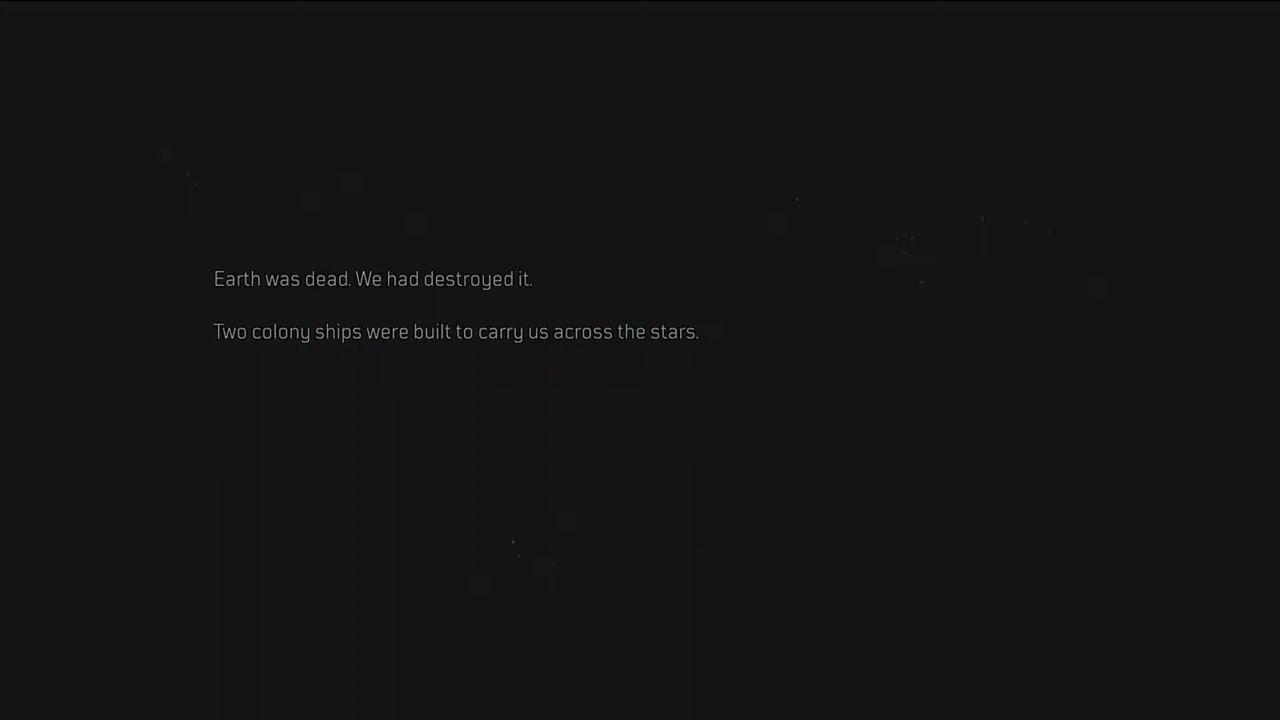 Earth was dead. We had destroyed it.
Two colony ships were built to carry us across the stars.